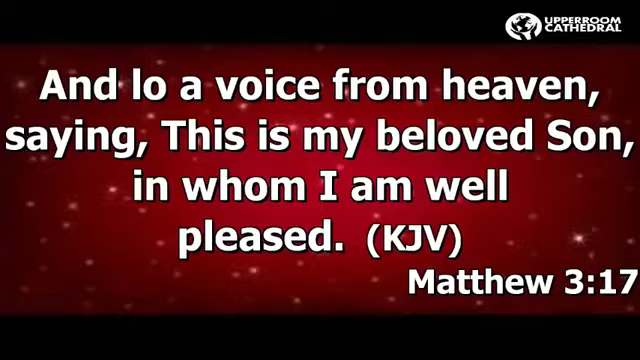 UPPERROOM
CATHEDRAL
And lo a voice from heaven,
saying, This is my beloved Son,
in whom I am well
pleased. (KJV)
Matthew 3:17